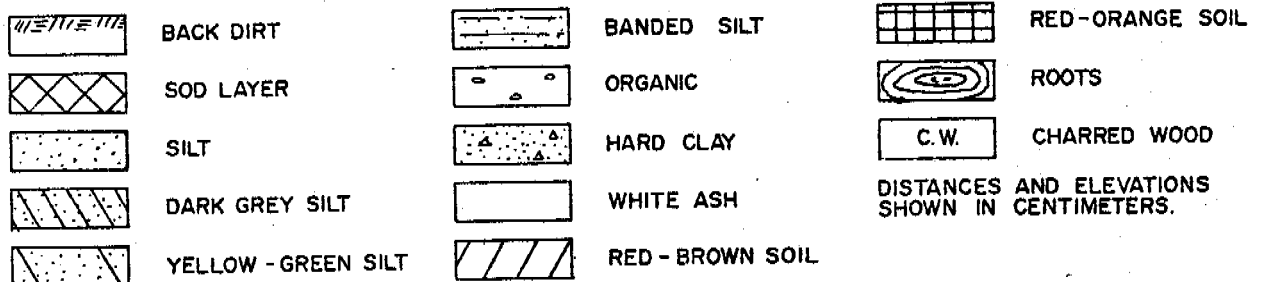 BACK DIRT
SOD LAYER
SILT
DARK GREY SILT
YELLOW - GREEN SILT
BANDED SILT
ORGANIC
HARD CLAY
WHITE ASH
RED - BROWN SOIL
RED - ORANGE SOIL
ROOTS
C.W. CHARRED WOOD
DISTANCES AND ELEVATIONS
SHOWN IN CENTIMETERS.